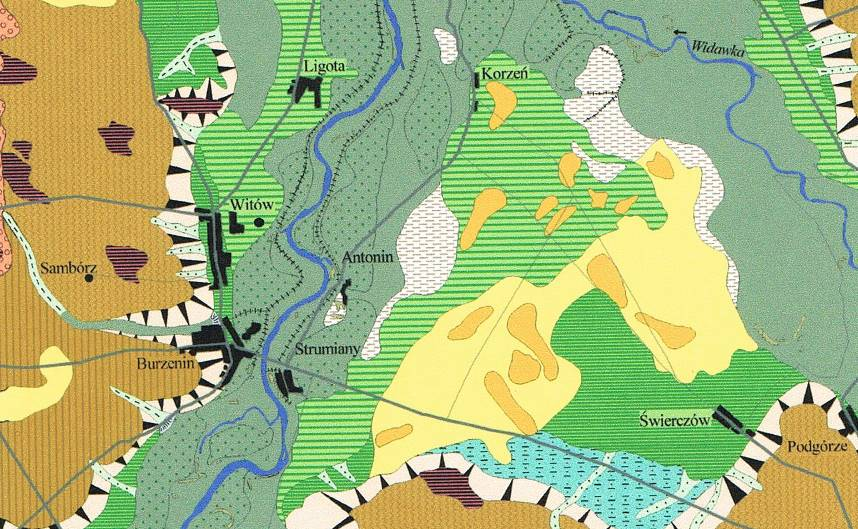 Widawka
Ligota
Korzeń
Witów
Antonin
Sambórz
Strumiany
Burzenin
Świerczów
Podgórze